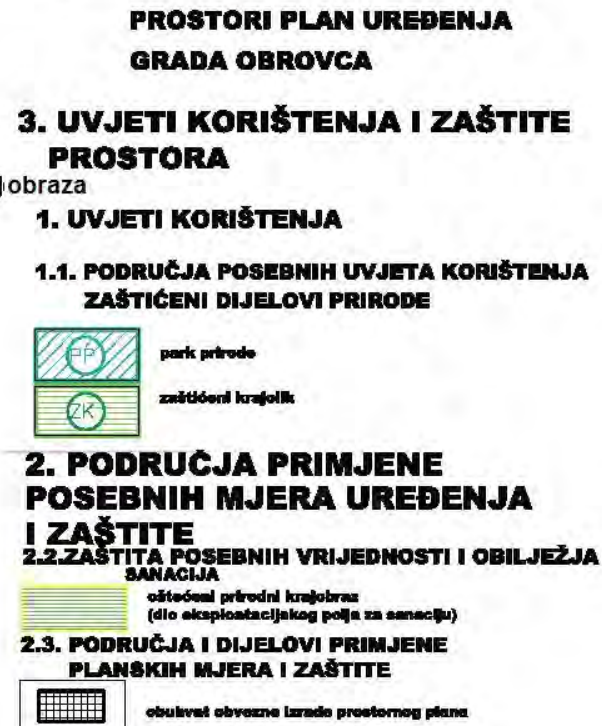 PROSTORI PLAN UREĐENJA
GRADA OBROVCA
3. UVJETI KORIŠTENJA I ZAŠTITE
PROSTORA
obraza
1. UVJETI KORIŠTENJA
1.1. PODRUČJA POSEBNIH UVJETA KORIŠTENJA
ZAŠTIĆENI DIJELOVI PRIRODE
PP park prirode
ZK zaštićeni krajolik
2. PODRUČJA PRIMJENE
POSEBNIH MJERA UREĐENJA
I ZAŠTITE
2.2.ZAŠTITA POSEBNIH VRIJEDNOSTI I OBILJEŽJA
SANACIJA
oštećeni prirodni krajobraz
(dio eksploatacijakog polja za sanaciju)
2.3. PODRUČJA I DIJELOVI PRIMJENE
PLANSKIH MJERA I ZAŠTITE
obuhvat obvezne izrade prostornog plana